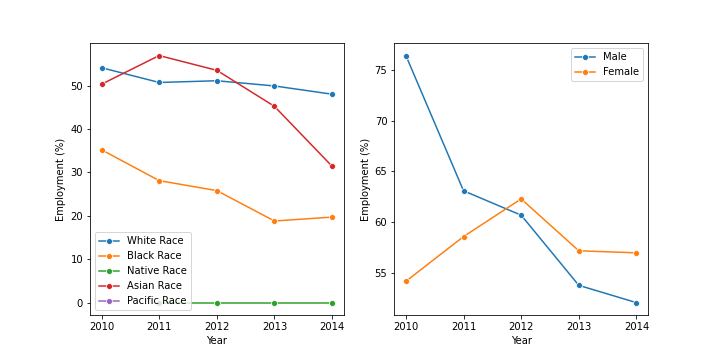 50
40
30
20
10
0
Employment (%)
White Race
Black Race
Native Race
Asian Race
Pacific Race
2010 2011 2012 2013 2014
Year
75
70
65
60
55
Employment (%)
Male
Female
2010 2011 2012 2013 2014
Year